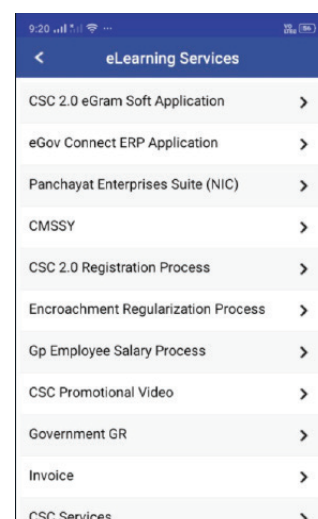 9:20
eLearning Services
CSC 2.0 eGram Soft Application
eGov Connect ERP Application
Panchayat Enterprises Suite (NIC)
CMSSY
CSC 2.0 Registration Process
Encroachment Regularization Process
Gp Employee Salary Process
CSC Promotional Video
Government GR
Invoice
CSC Services